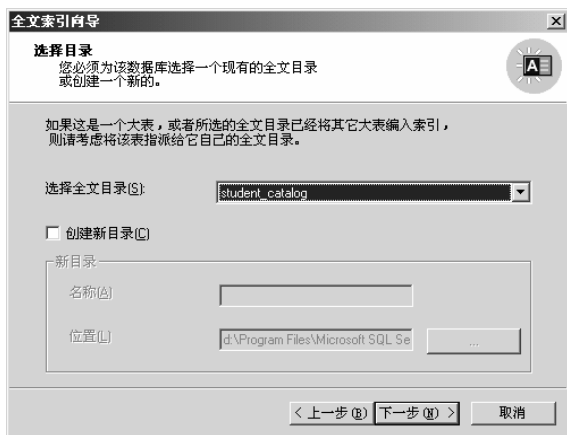 全文索引向导
选择目录
您必须为该数据库选择一个现有的全文目录
或创建一个新的。
如果这是一个大表，或者所选的全文目录已经将其它大表编入索引，
则请考虑将该表指派给它自己的全文目录。
选择全文目录(S):
student_catalog
创建新目录(C)
新目录
名称(A)
位置(L)
d:\Program Files\Microsoft SQL Se
...
< 上一步(B)
下一步(N) >
取消